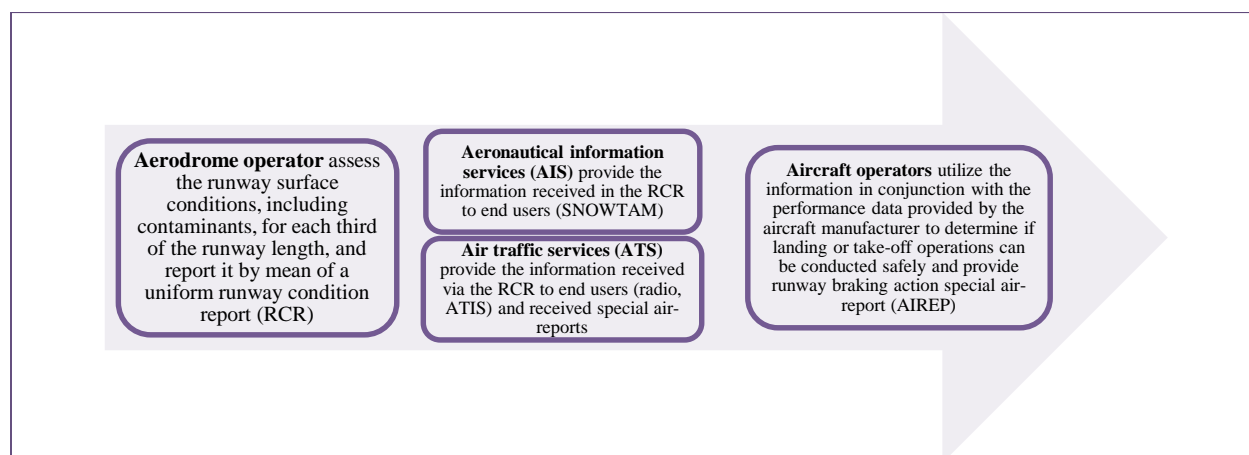 Aerodrome operator assess
the runway surface
conditions, including
contaminants, for each third
of the runway length, and
report it by mean of a
uniform runway condition
report (RCR)
Aeronautical information
services (AIS) provide the
information received in the RCR
to end users (SNOWTAM)
Air traffic services (ATS)
provide the information received
via the RCR to end users (radio,
ATIS) and received special air-
reports
Aircraft operators utilize the
information in conjunction with the
performance data provided by the
aircraft manufacturer to determine if
landing or take-off operations can
be conducted safely and provide
runway braking action special air-
report (AIREP)